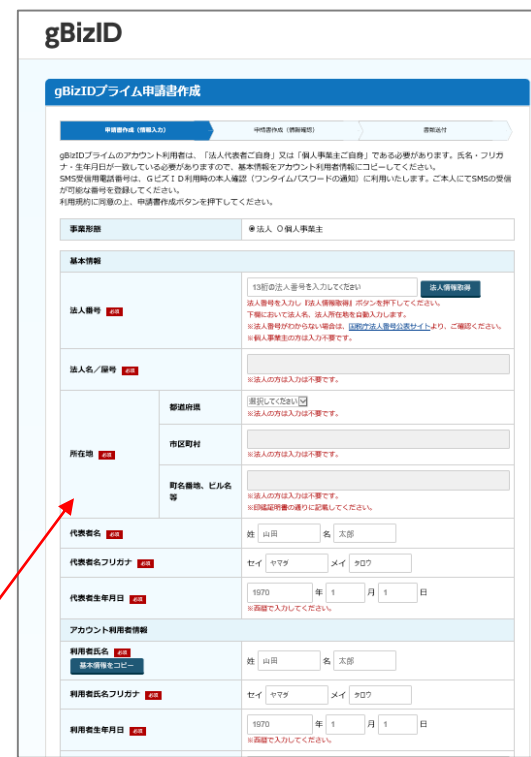 gBizID
gBizIDプライム申請書作成
申請書作成（情報入力）
申請書作成（情報確認）
書類送付
gBizIDプライムのアカウント利用者は、「法人代表者ご自身」又は「個人事業主ご自身」である必要があります。氏名・フリガ
ナ・生年月日が一致している必要がありますので、基本情報をアカウント利用者情報にコピーしてください。
SMS受信用電話番号は、GビズID利用時の本人確認（ワンタイムパスワードの通知）に利用いたします。ご本人にてSMSの受信
が可能な番号を登録してください。
利用規約に同意の上、申請書作成ボタンを押下してください。
事業形態
法人 個人事業主
基本情報
法人番号 必須
13桁の法人番号を入力してください 法人情報取得
法人番号を入力し『法人情報取得』ボタンを押下してください。
下欄において法人名、法人所在地を自動入力します。
※法人番号がわからない場合は、国税庁法人番号公表サイトより、ご確認ください。
※個人事業主の方は入力不要です。
法人名／屋号 必須
※法人の方は入力は不要です。
所在地 必須
都道府県
選択してください
※法人の方は入力は不要です。
市区町村
※法人の方は入力は不要です。
町名番地、ビル名
等
※法人の方は入力は不要です。
※印鑑証明書の通りに記載してください。
代表者名 必須
姓 山田 名 太郎
代表者名フリガナ 必須
セイ ヤマダ メイ タロウ
代表者生年月日 必須
1970 年 1 月 1 日
※西暦で入力してください。
アカウント利用者情報
利用者氏名 必須
基本情報をコピー
姓 山田 名 太郎
利用者氏名フリガナ 必須
セイ ヤマダ メイ タロウ
利用者生年月日 必須
1970 年 1 月 1 日
※西暦で入力してください。